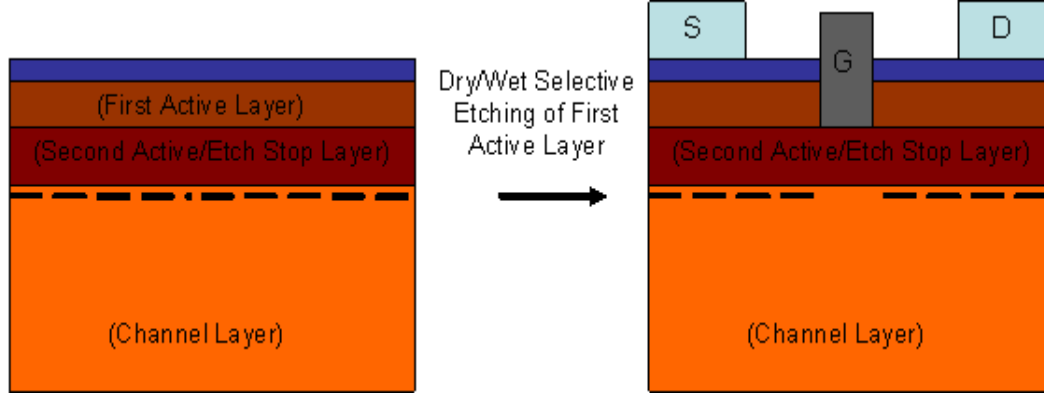 (First Active Layer)
(Second Active/Etch Stop Layer)
(Channel Layer)
Dry/Wet Selective
Etching of First
Active Layer
S
G
D
(Second Active/Etch Stop Layer)
(Channel Layer)